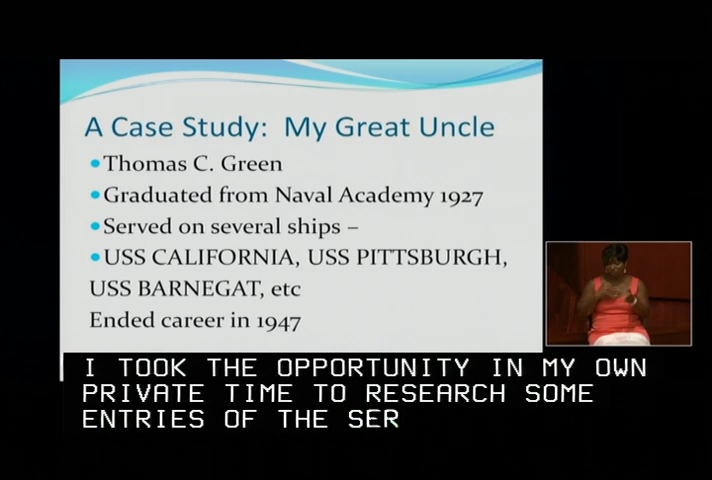 A Case Study: My Great Uncle
•Thomas C. Green
•Graduated from Naval Academy 1927
•Served on several ships –
•USS CALIFORNIA, USS PITTSBURGH,
USS BARNEGAT, etc
Ended career in 1947
I TOOK THE OPPORTUNITY IN MY OWN
PRIVATE TIME TO RESEARCH SOME
ENTRIES OF THE SER